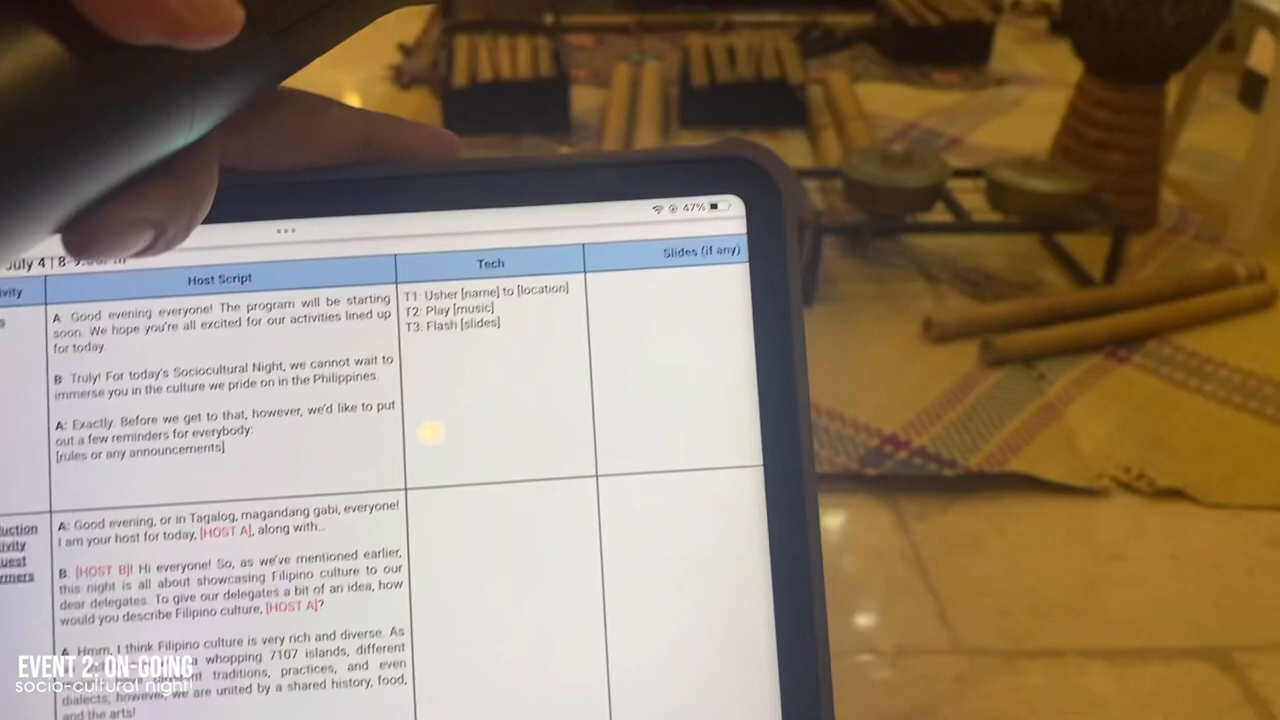 47%
July 4 | 8-
ivity
Host Script
Tech
Slides (if any)
A: Good evening everyone! The program will be starting
soon. We hope you're all excited for our activities lined up
for today.
B: Truly! For today's Sociocultural Night, we cannot wait to
immerse you in the culture we pride on in the Philippines.
A: Exactly. Before we get to that, however, we'd like to put
out a few reminders for everybody:
[rules or any announcements]
T1: Usher [name] to [location]
T2: Play [music]
T3: Flash [slides]
uction
ivity
uest
rmers
A: Good evening, or in Tagalog, magandang gabi, everyone!
I am your host for today, [HOST A], along with...
B: [HOST B]! Hi everyone! So, as we've mentioned earlier,
this night is all about showcasing Filipino culture to our
dear delegates. To give our delegates a bit of an idea, how
would you describe Filipino culture, [HOST A]?
A: Hmm, I think Filipino culture is very rich and diverse. As
a whopping 7107 islands, different
traditions, practices, and even
dialects; however, we are united by a shared history, food,
and the arts!
EVENT 2: ON-GOING
socio-cultural night!